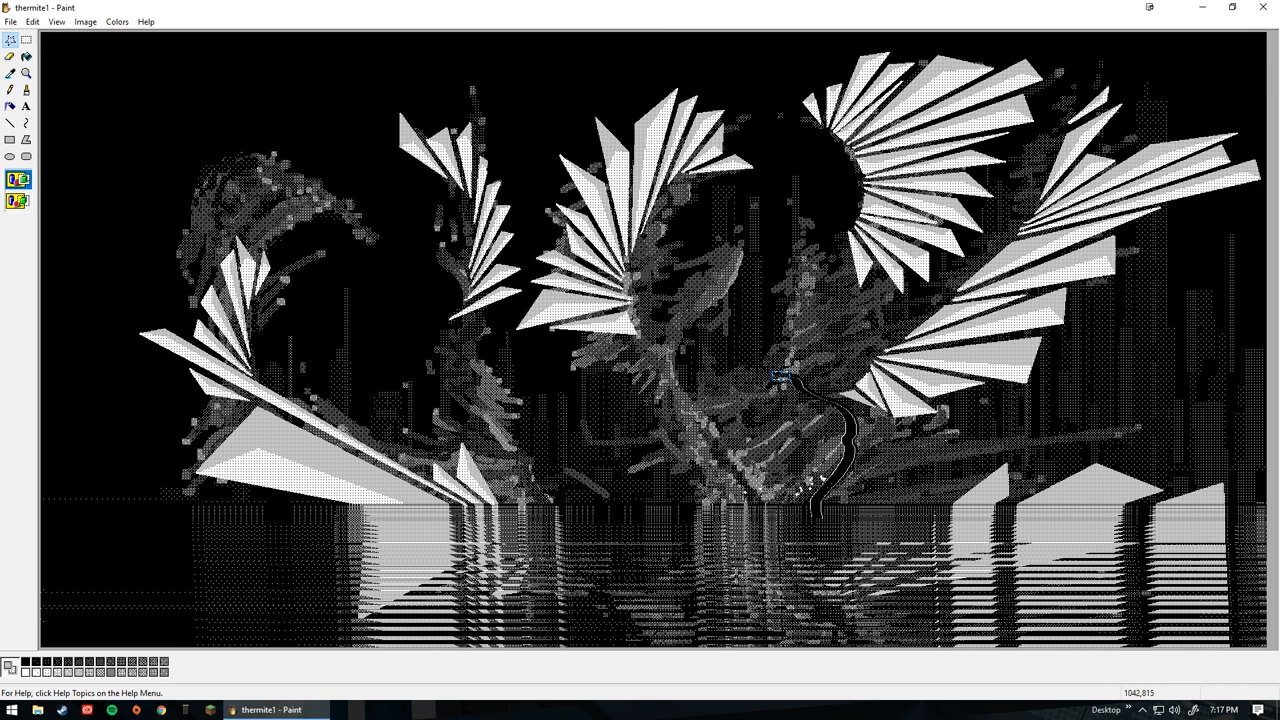 thermite1 - Paint
File Edit View Image Colors Help
A
For Help, click Help Topics on the Help Menu.
1042,815
thermite1 - Paint
Desktop
7:17 PM